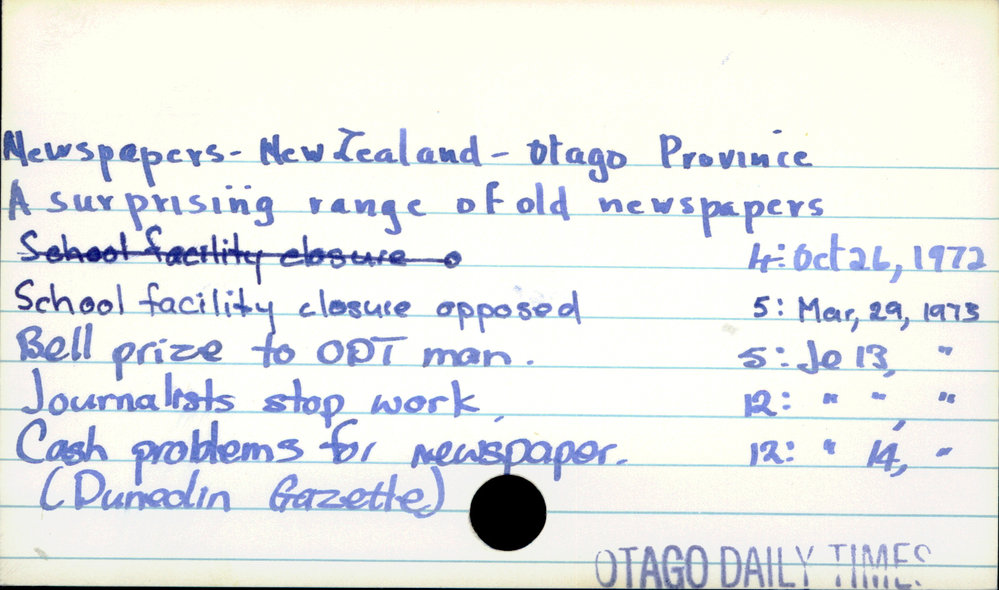 Newspapers - New Zealand - Otago Province
A surprising range of old newspapers
School facility closure o 4: Oct 26, 1972
School facility closure opposed 5: Mar, 29, 1973
Bell prize to ODT man. 5: Je 13, "
Journalists stop work, 12: " ", "
Cash problems for newspaper. 12: " 14, "
(Dunedin Gazette)
OTAGO DAILY TIMES